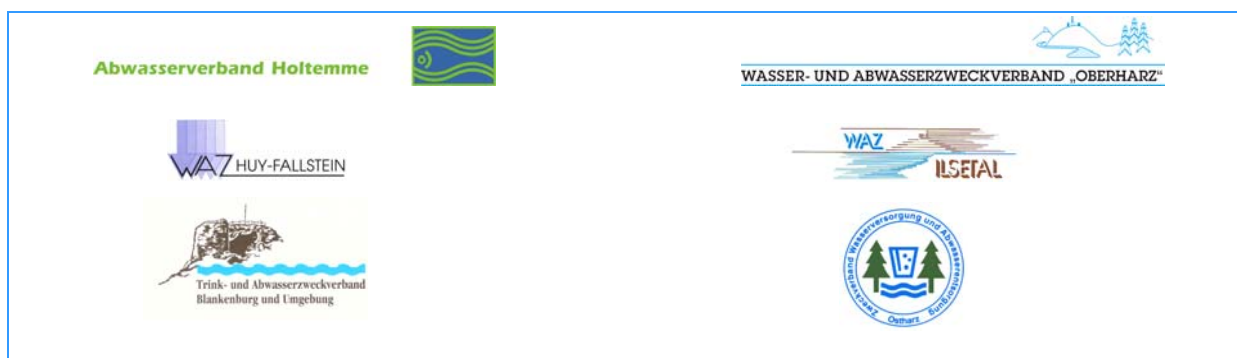 Abwasserverband Holtemme
WASSER- UND ABWASSERZWECKVERBAND „OBERHARZ“
WAZ HUY-FALLSTEIN
WAZ
ILSETAL
Trink- und Abwasserzweckverband
Blankenburg und Umgebung
Zweckverband Wasserversorgung und Abwasserentsorgung
Ostharz